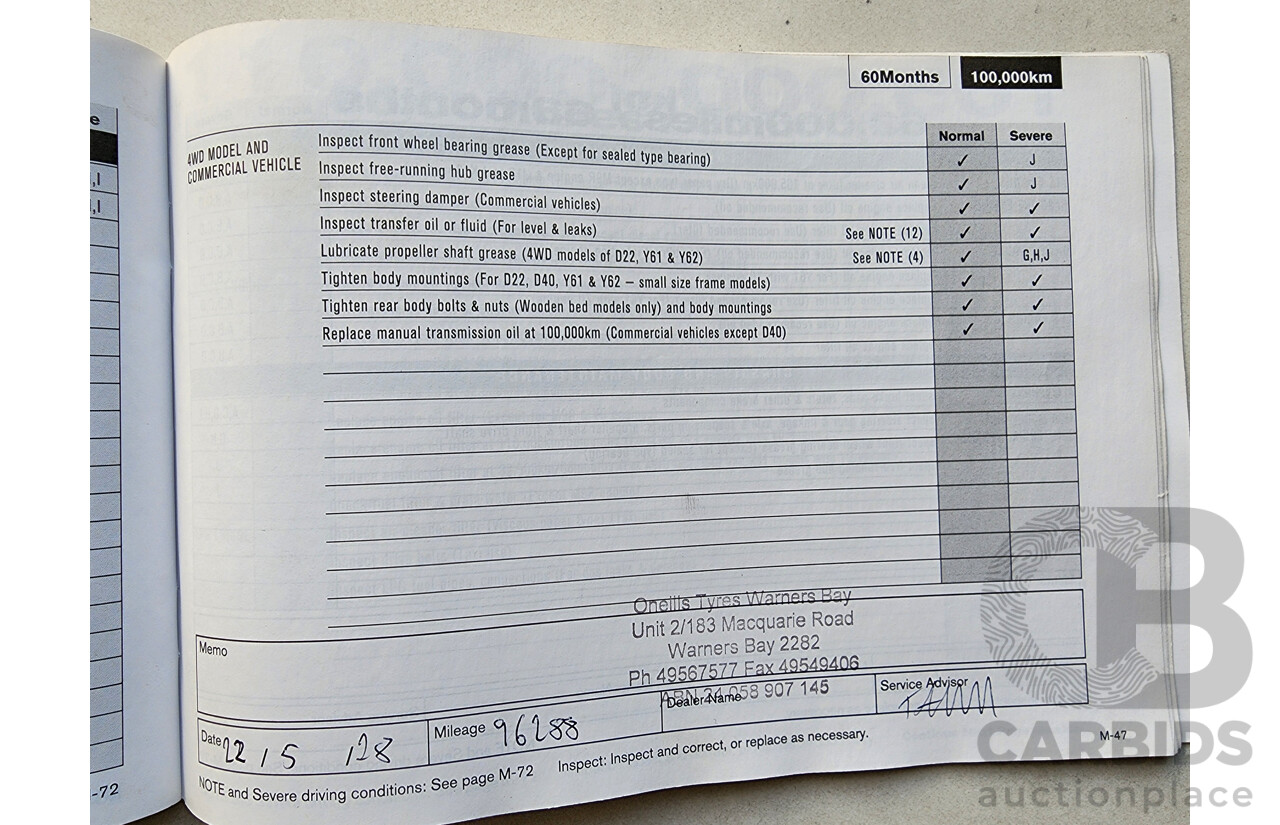 60Months 100,000km
Normal Severe
4WD MODEL AND
COMMERCIAL VEHICLE
Inspect front wheel bearing grease (Except for sealed type bearing) ✓ J
Inspect free-running hub grease ✓ J
Inspect steering damper (Commercial vehicles) ✓ ✓
Inspect transfer oil or fluid (For level & leaks) See NOTE (12) ✓ ✓
Lubricate propeller shaft grease (4WD models of D22, Y61 & Y62) See NOTE (4) ✓ G,H,J
Tighten body mountings (For D22, D40, Y61 & Y62 – small size frame models) ✓ ✓
Tighten rear body bolts & nuts (Wooden bed models only) and body mountings ✓ ✓
Replace manual transmission oil at 100,000km (Commercial vehicles except D40) ✓ ✓
Memo
Oneills Tyres Warners Bay
Unit 2/183 Macquarie Road
Warners Bay 2282
Ph 49567577 Fax 49549406
ABN 24 058 907 145
Date 22 / 5 / 28
Mileage 96288
Dealer Name
Service Advisor
NOTE and Severe driving conditions: See page M-72 Inspect: Inspect and correct, or replace as necessary.
M-47
-72
CB
CARBIDS
auctionplace